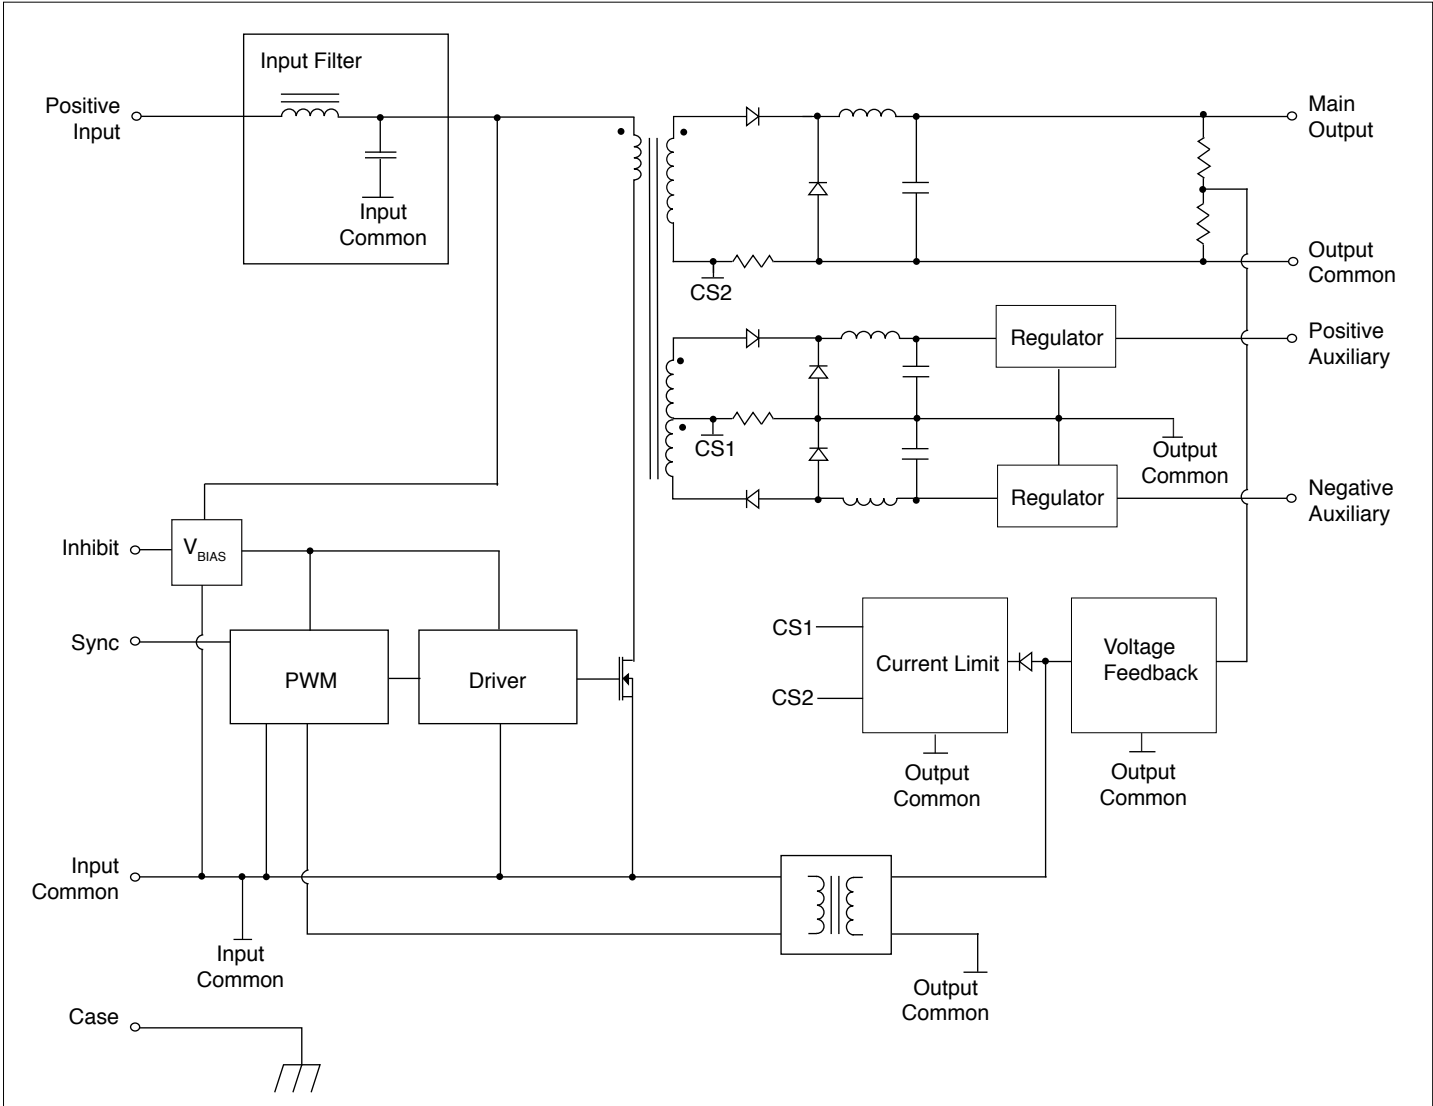 Input Filter
Positive
Input
Input
Common
Main
Output
Output
Common
CS2
Regulator
Positive
Auxiliary
CS1
Output
Common
Regulator
Negative
Auxiliary
Inhibit
VBIAS
Sync
PWM
Driver
CS1
CS2
Current Limit
Voltage
Feedback
Output
Common
Output
Common
Input
Common
Input
Common
Output
Common
Case